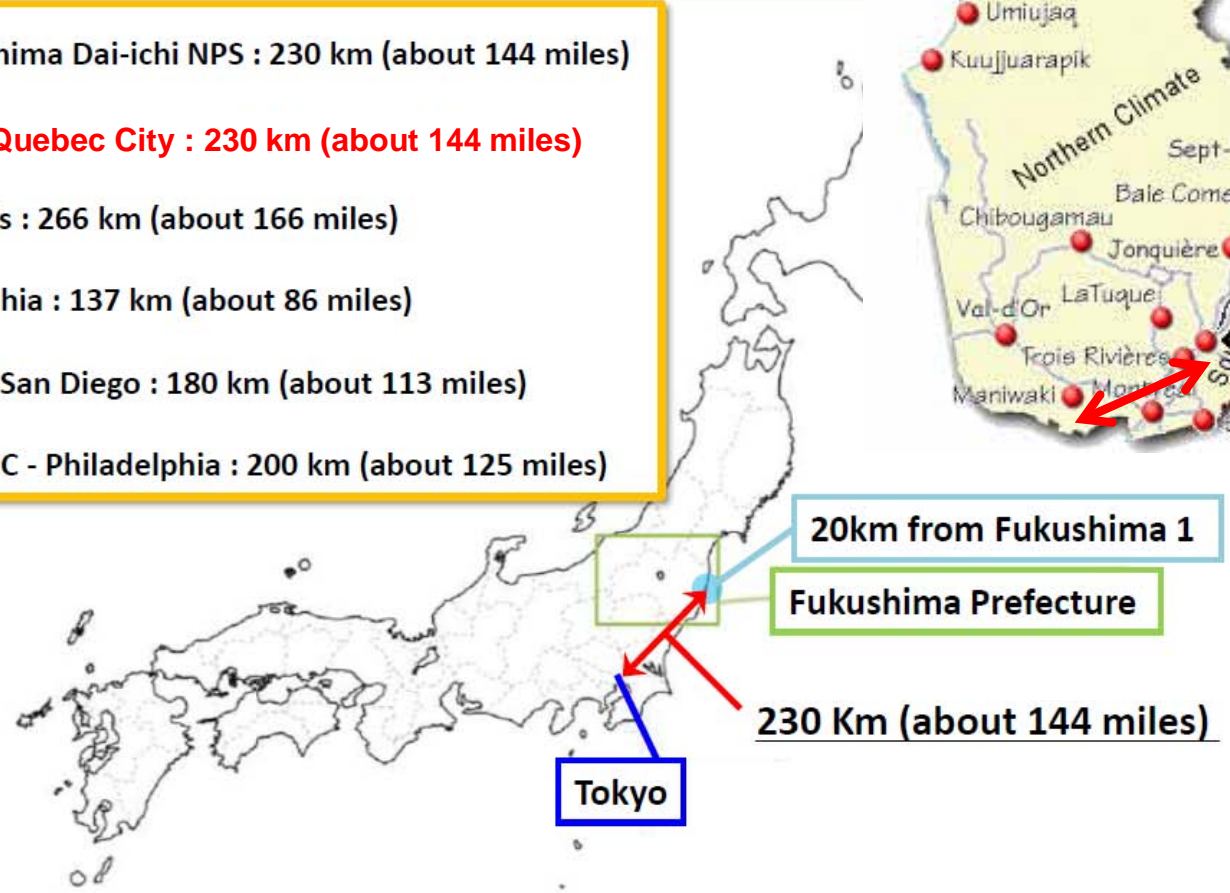 hima Dai-ichi NPS : 230 km (about 144 miles)
Quebec City : 230 km (about 144 miles)
s : 266 km (about 166 miles)
hia : 137 km (about 86 miles)
San Diego : 180 km (about 113 miles)
C - Philadelphia : 200 km (about 125 miles)
Umiujaq
Kuujjuarapik
Northern Climate
Sept-
Baie Come
Chibougamau
Jonquière
LaTuque
Val-d'Or
Trois Rivières
Maniwaki
Montreal
20km from Fukushima 1
Fukushima Prefecture
230 Km (about 144 miles)
Tokyo